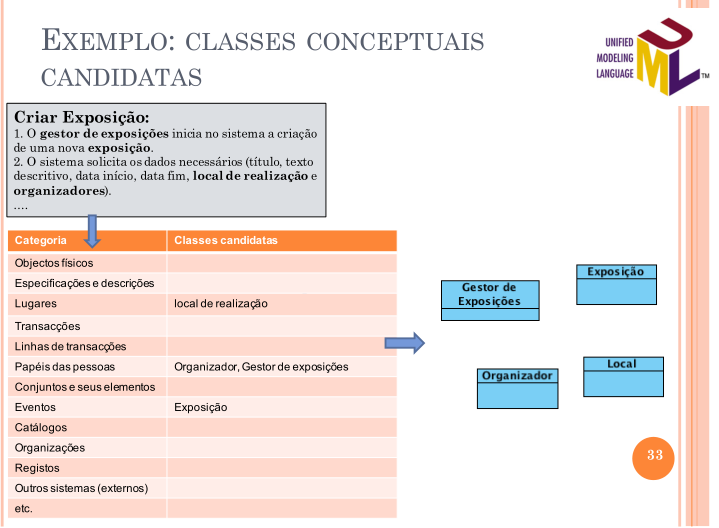 EXEMPLO: CLASSES CONCEPTUAIS
CANDIDATAS
UNIFIED
MODELING
LANGUAGE
UML
TM
Criar Exposição:
1. O gestor de exposições inicia no sistema a criação
de uma nova exposição.
2. O sistema solicita os dados necessários (título, texto
descritivo, data início, data fim, local de realização e
organizadores).
....
Categoria Classes candidatas
Objectos físicos
Especificações e descrições
Lugares local de realização
Transacções
Linhas de transacções
Papéis das pessoas Organizador, Gestor de exposições
Conjuntos e seus elementos
Eventos Exposição
Catálogos
Organizações
Registos
Outros sistemas (externos)
etc.
Gestor de
Exposições
Exposição
Organizador
Local
33